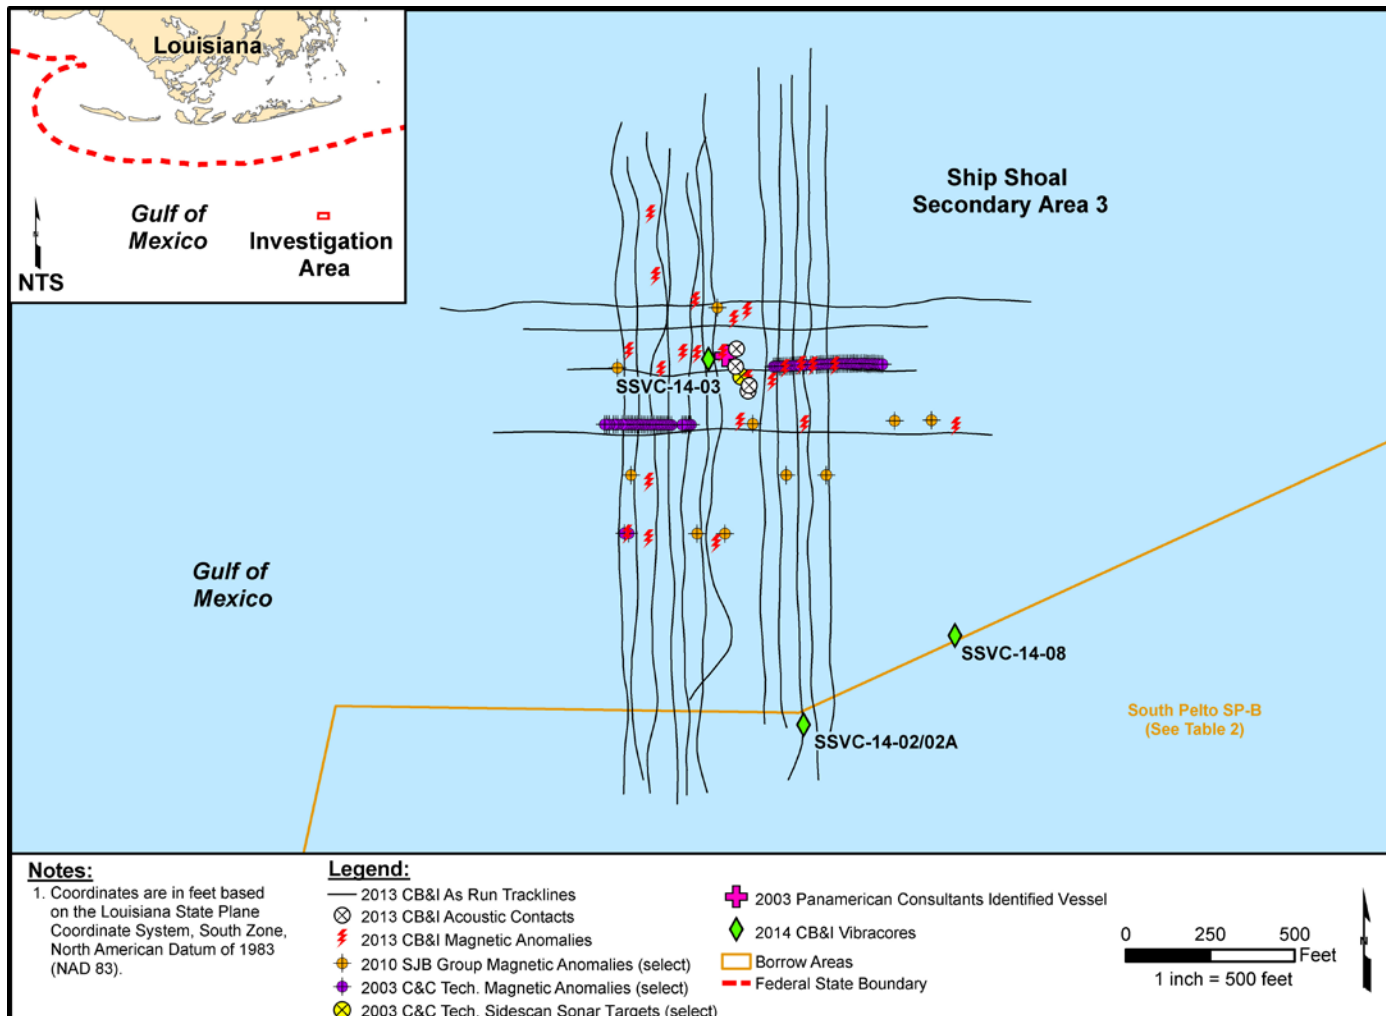 Louisiana
Gulf of
Mexico
Investigation
Area
NTS
Ship Shoal
Secondary Area 3
SSVC-14-03
Gulf of
Mexico
SSVC-14-08
South Pelto SP-B
(See Table 2)
SSVC-14-02/02A
Notes:
1. Coordinates are in feet based
on the Louisiana State Plane
Coordinate System, South Zone,
North American Datum of 1983
(NAD 83).
Legend:
2013 CB&I As Run Tracklines
2013 CB&I Acoustic Contacts
2013 CB&I Magnetic Anomalies
2010 SJB Group Magnetic Anomalies (select)
2003 C&C Tech. Magnetic Anomalies (select)
2003 C&C Tech. Sidescan Sonar Targets (select)
2003 Panamerican Consultants Identified Vessel
2014 CB&I Vibracores
Borrow Areas
Federal State Boundary
0 250 500
Feet
1 inch = 500 feet